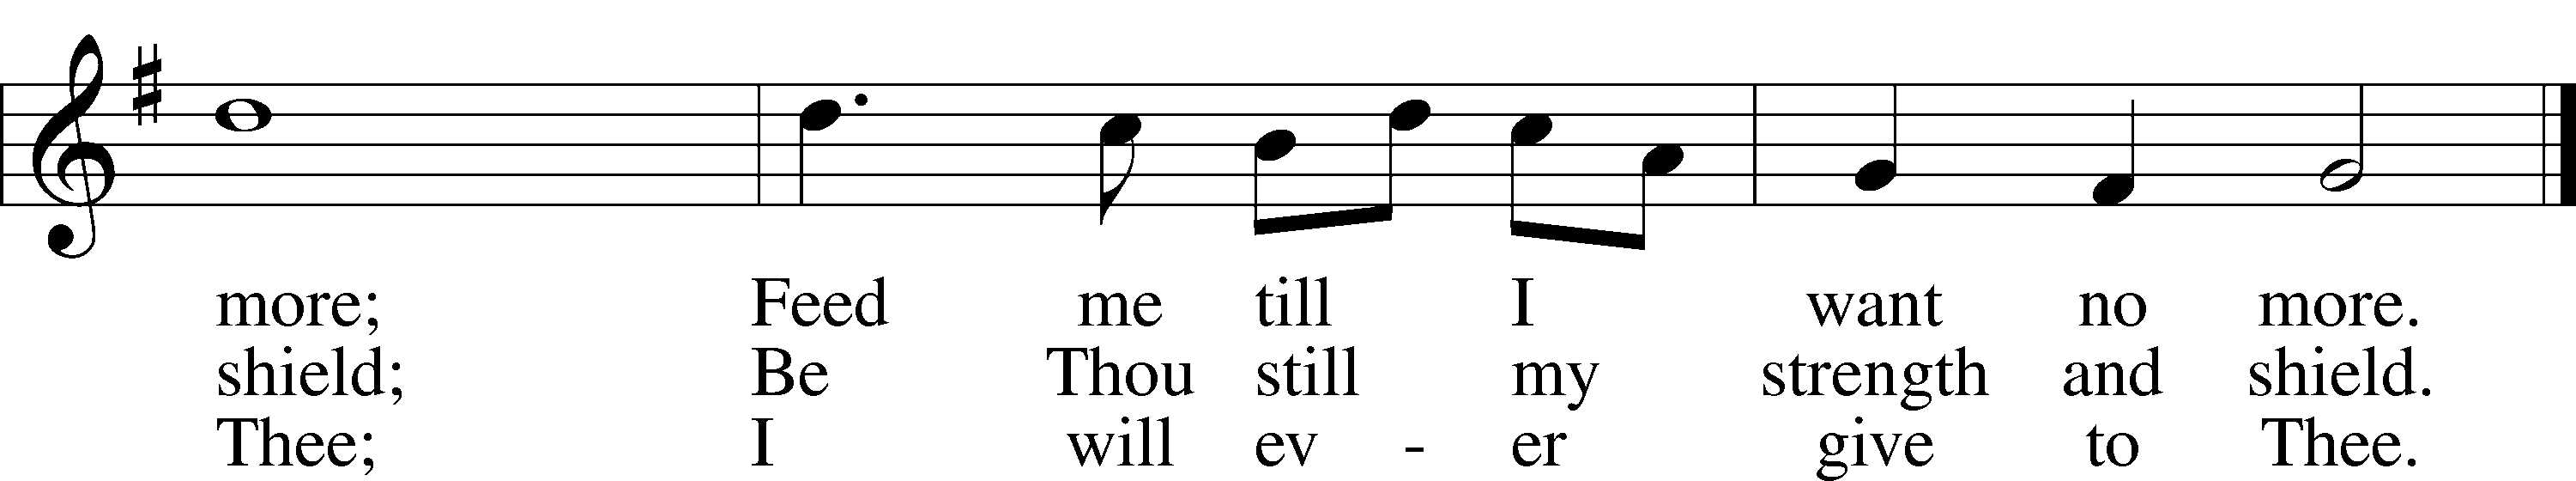 more; Feed me till I want no more.
shield; Be Thou still my strength and shield.
Thee; I will ev - er give to Thee.